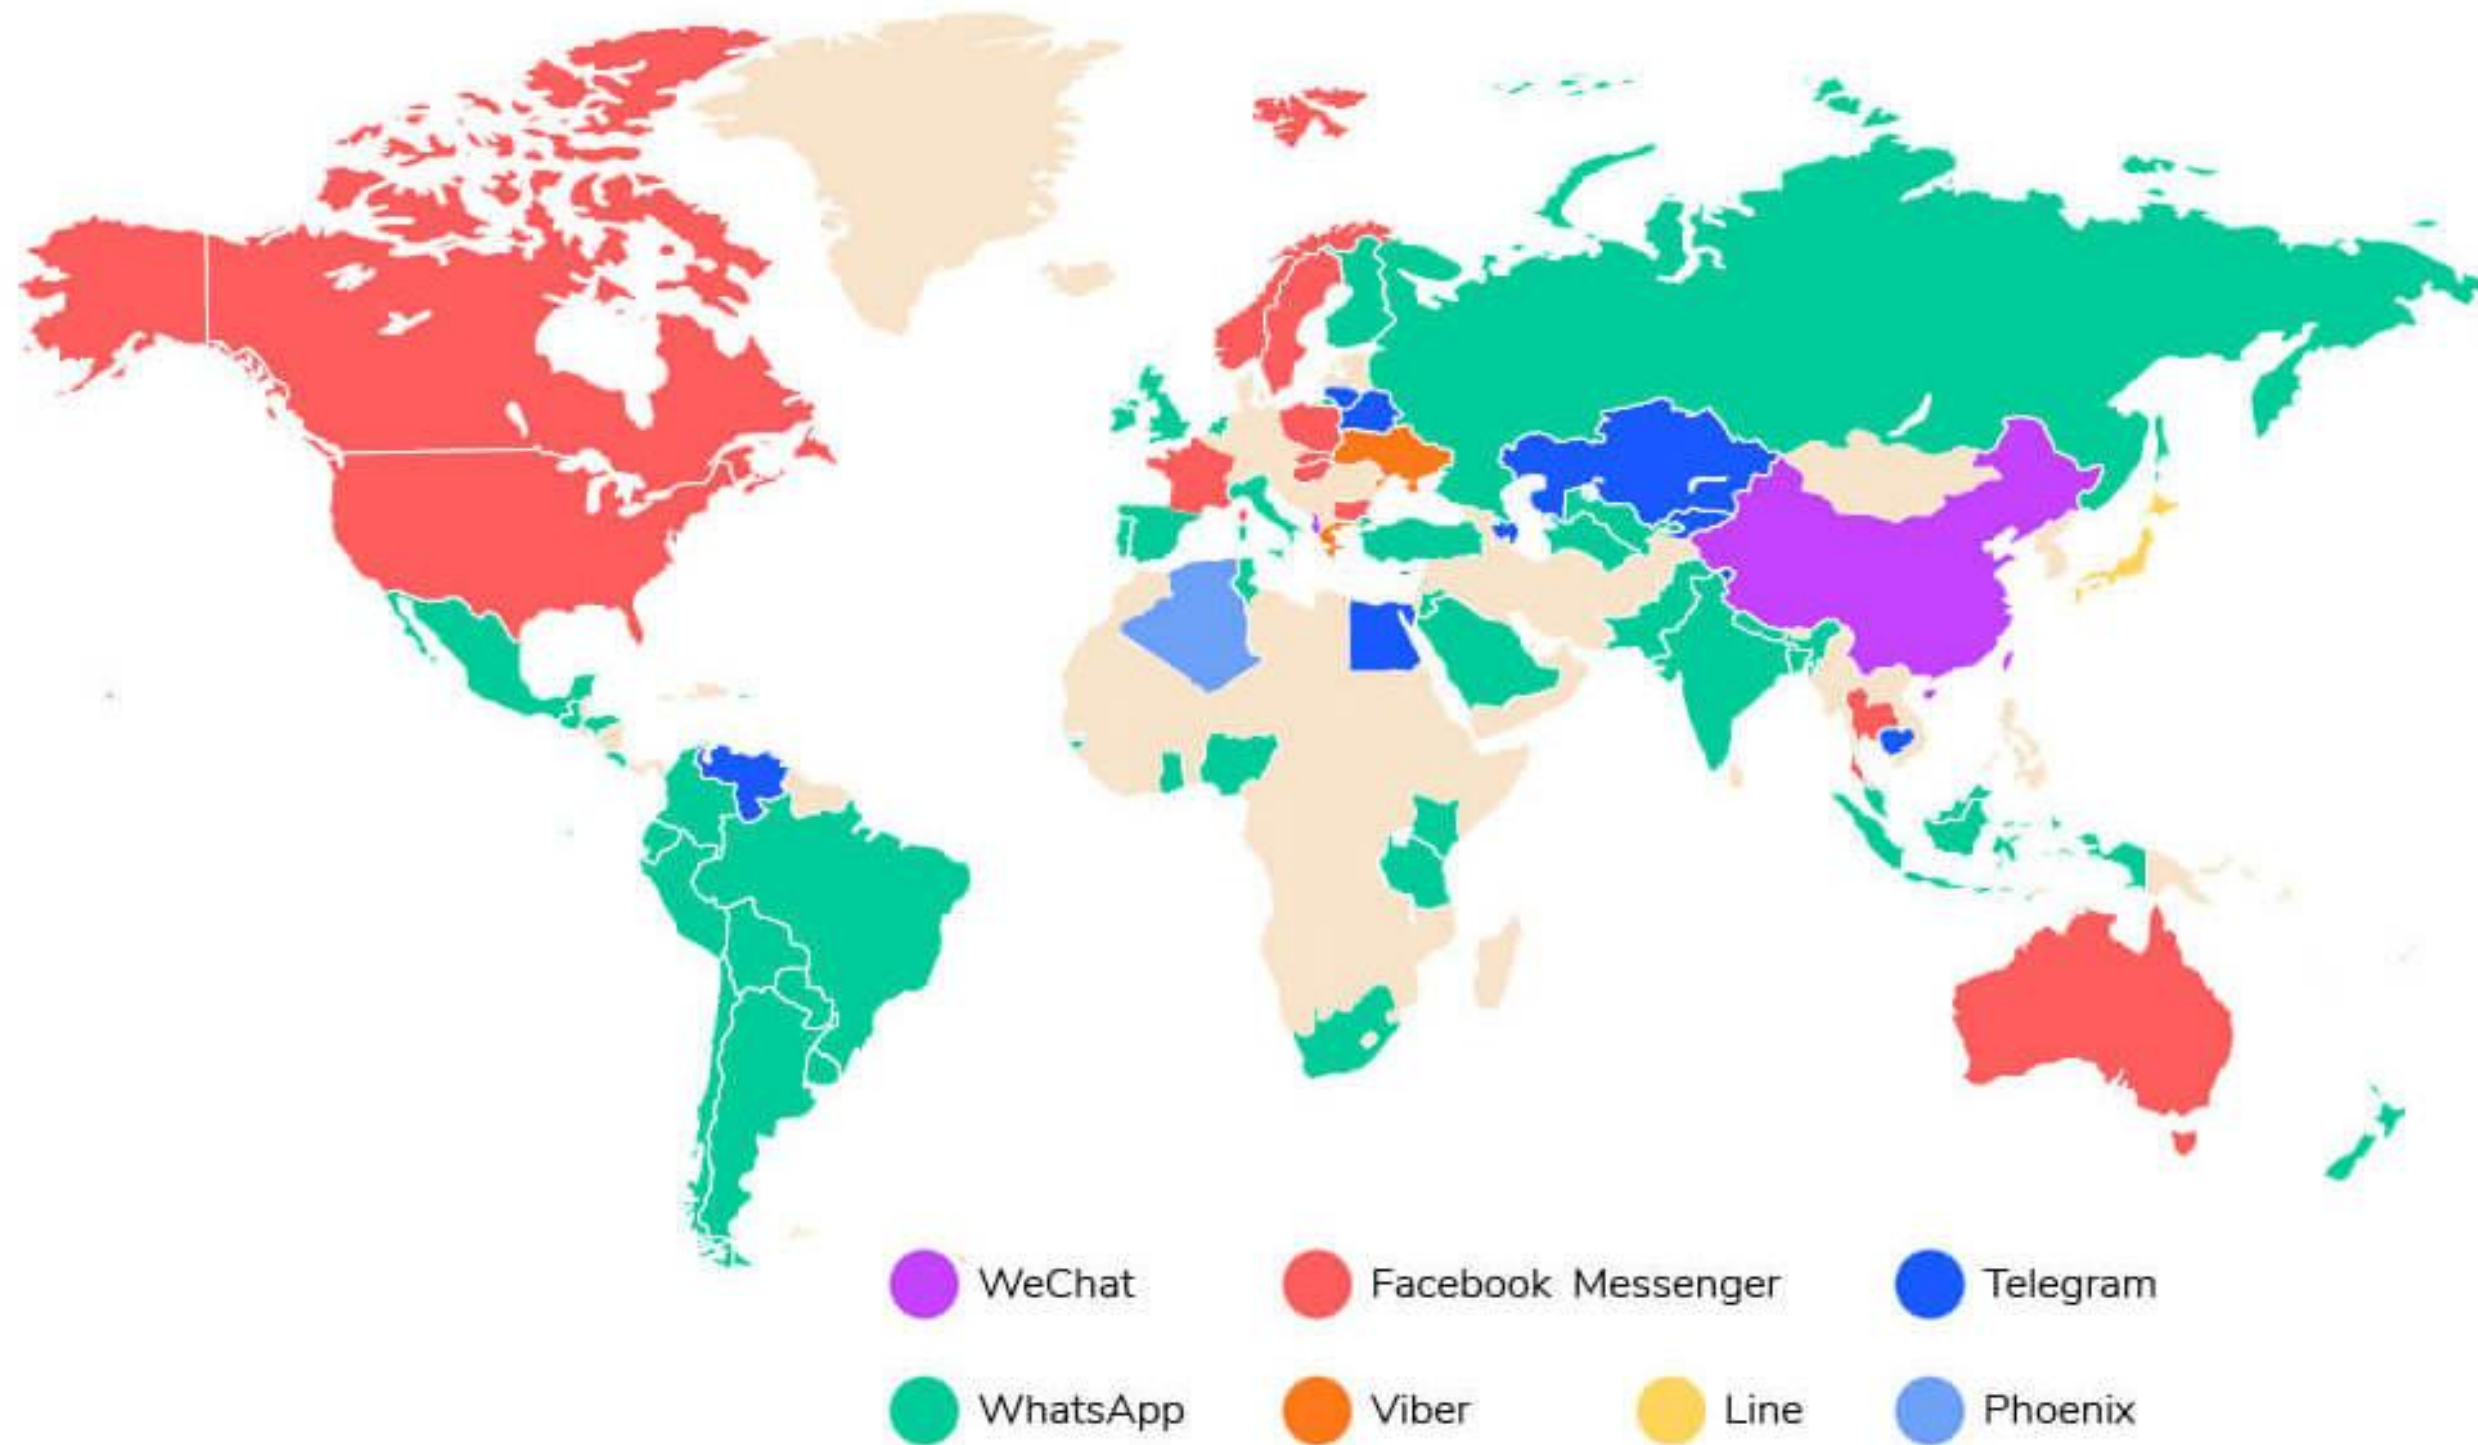 WeChat
Facebook Messenger
Telegram
WhatsApp
Viber
Line
Phoenix